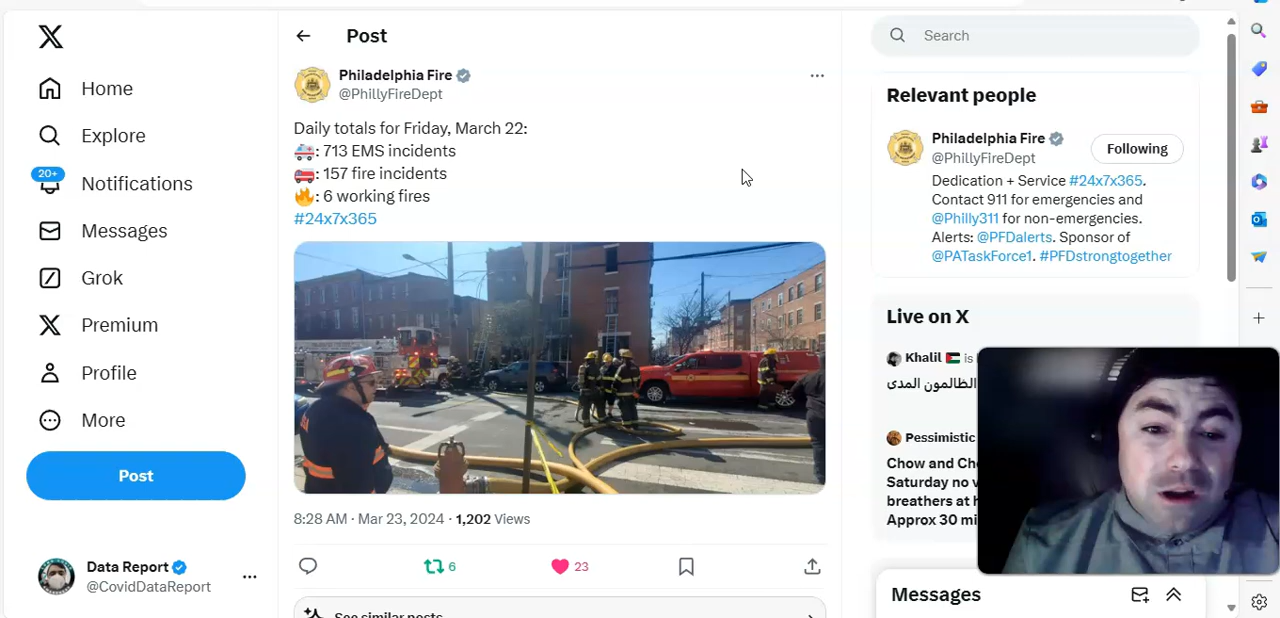 Post
Search
Philadelphia Fire
@PhillyFireDept
Daily totals for Friday, March 22:
: 713 EMS incidents
: 157 fire incidents
: 6 working fires
#24x7x365
8:28 AM · Mar 23, 2024 · 1,202 Views
6
23
See similar posts
Home
Explore
20+
Notifications
Messages
Grok
Premium
Profile
More
Post
Data Report
@CovidDataReport
Relevant people
Philadelphia Fire
@PhillyFireDept
Following
Dedication + Service #24x7x365.
Contact 911 for emergencies and
@Philly311 for non-emergencies.
Alerts: @PFDalerts. Sponsor of
@PATaskForce1. #PFDstrongtogether
Live on X
Khalil is
الظالمون المدى
Pessimistic
Chow and
Saturday no v
breathers at
Approx 30
Messages